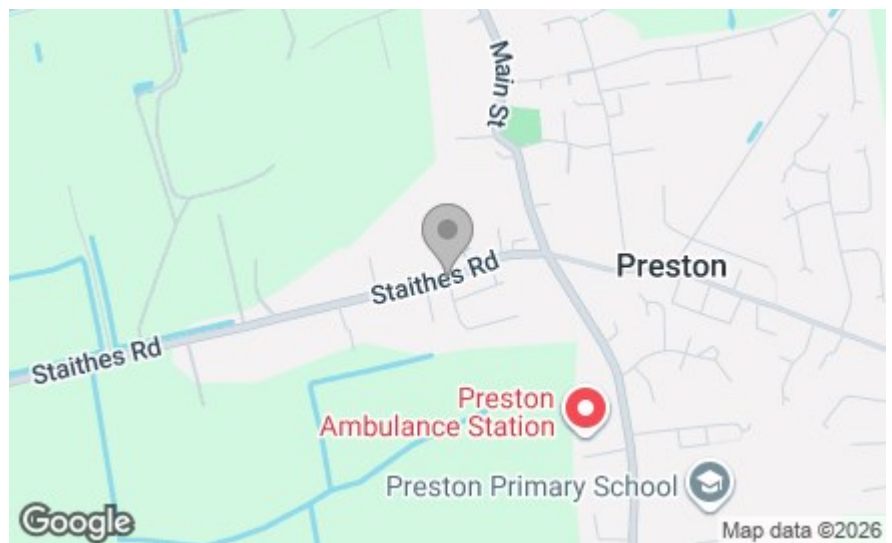 Main St
Staithes Rd
Preston
Staithes Rd
Preston
Ambulance Station
Preston Primary School
Google
Map data ©2026